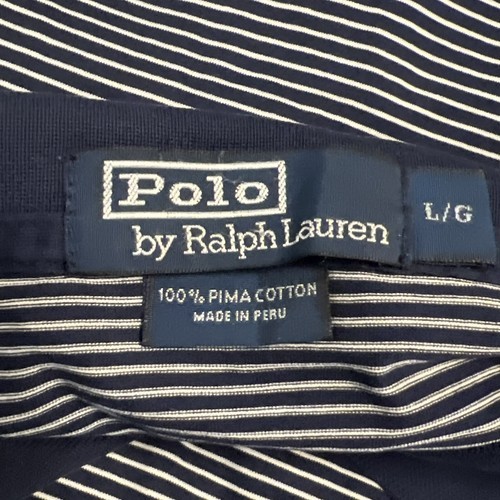 Polo
by Ralph Lauren
L/G
100% PIMA COTTON
MADE IN PERU